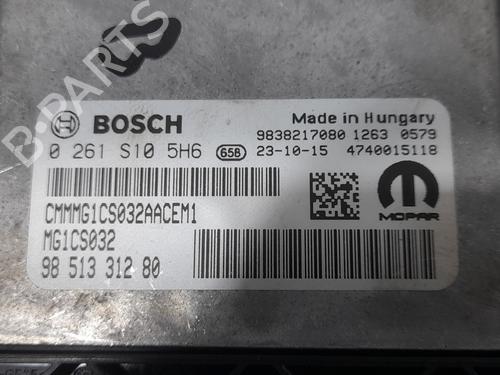 B-PARTS
BOSCH
Made in Hungary
9838217080 1263 0579
0 261 S10 5H6
65B
23-10-15 4740015118
CMMMG1CS032AACEM1
MG1CS032
98 513 312 80
MOPAR